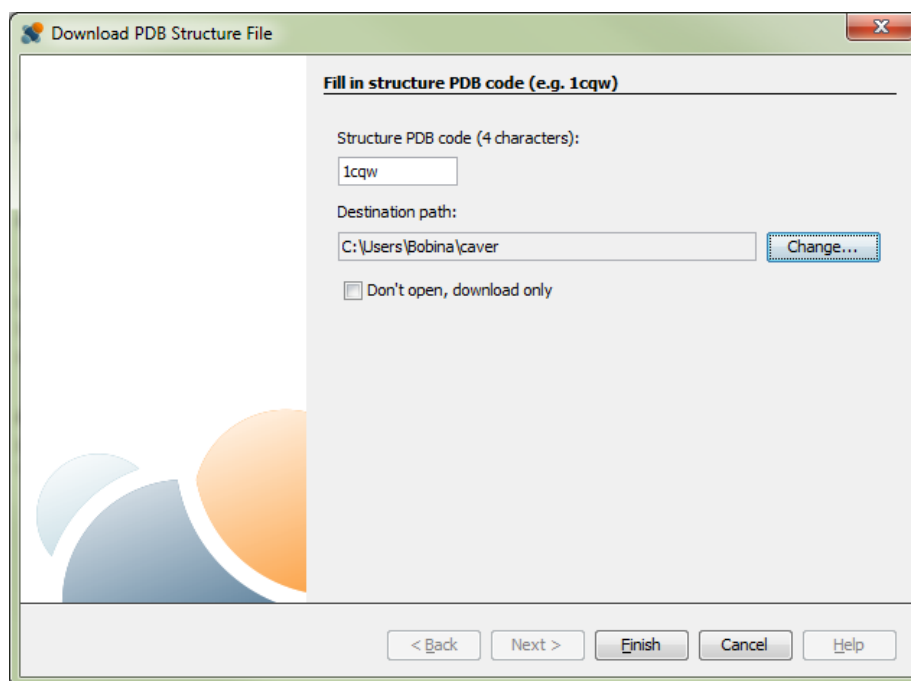 Download PDB Structure File
Fill in structure PDB code (e.g. 1cqw)
Structure PDB code (4 characters):
1cqw
Destination path:
C:\Users\Bobina\caver
Change...
Don't open, download only
< Back
Next >
Finish
Cancel
Help